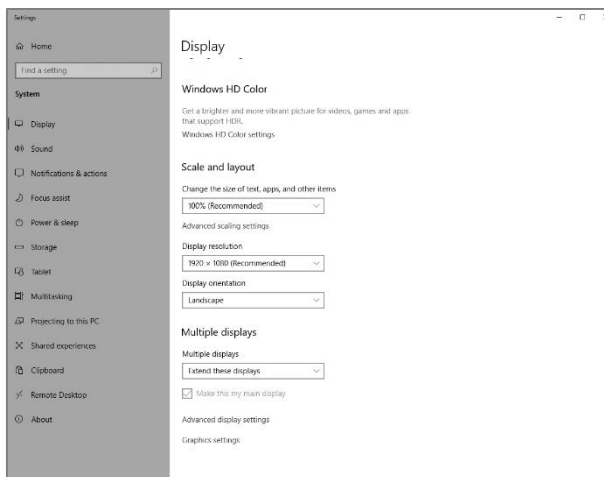 Settings
Home
Find a setting
System
Display
Sound
Notifications & actions
Focus assist
Power & sleep
Storage
Tablet
Multitasking
Projecting to this PC
Shared experiences
Clipboard
Remote Desktop
About
Display
Windows HD Color
Get a brighter and more vibrant picture for videos, games and apps
that support HDR.
Windows HD Color settings
Scale and layout
Change the size of text, apps, and other items
100% (Recommended)
Advanced scaling settings
Display resolution
1920 × 1080 (Recommended)
Display orientation
Landscape
Multiple displays
Multiple displays
Extend these displays
Make this my main display
Advanced display settings
Graphics settings